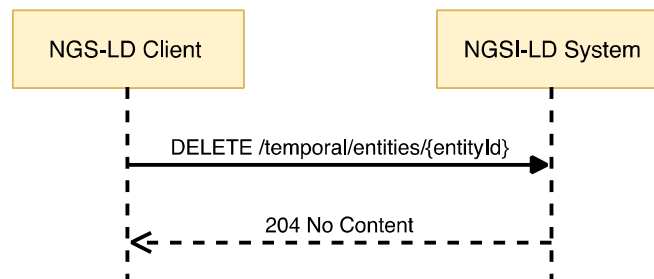 NGS-LD Client
NGSI-LD System
DELETE /temporal/entities/{entityId}
204 No Content